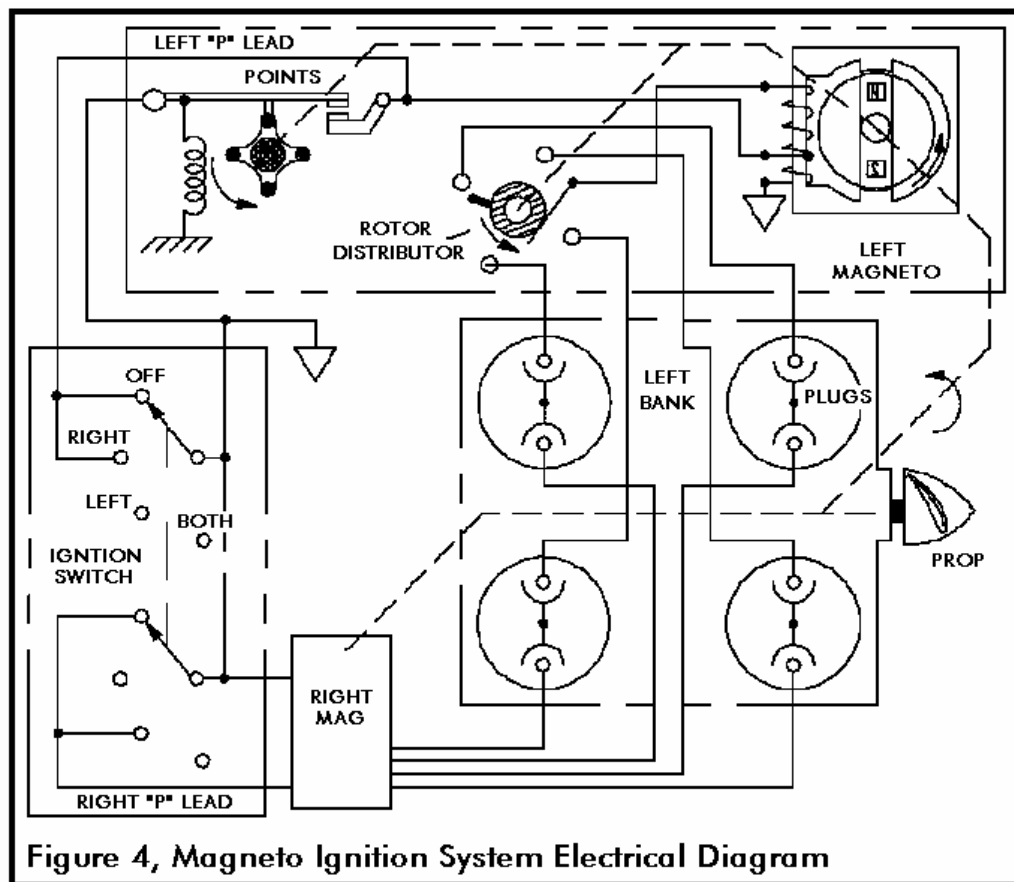 LEFT "P" LEAD
POINTS
N
S
ROTOR
DISTRIBUTOR
LEFT
MAGNETO
OFF
RIGHT
LEFT
BOTH
IGNTION
SWITCH
LEFT
BANK
PLUGS
PROP
RIGHT
MAG
RIGHT "P" LEAD
Figure 4, Magneto Ignition System Electrical Diagram